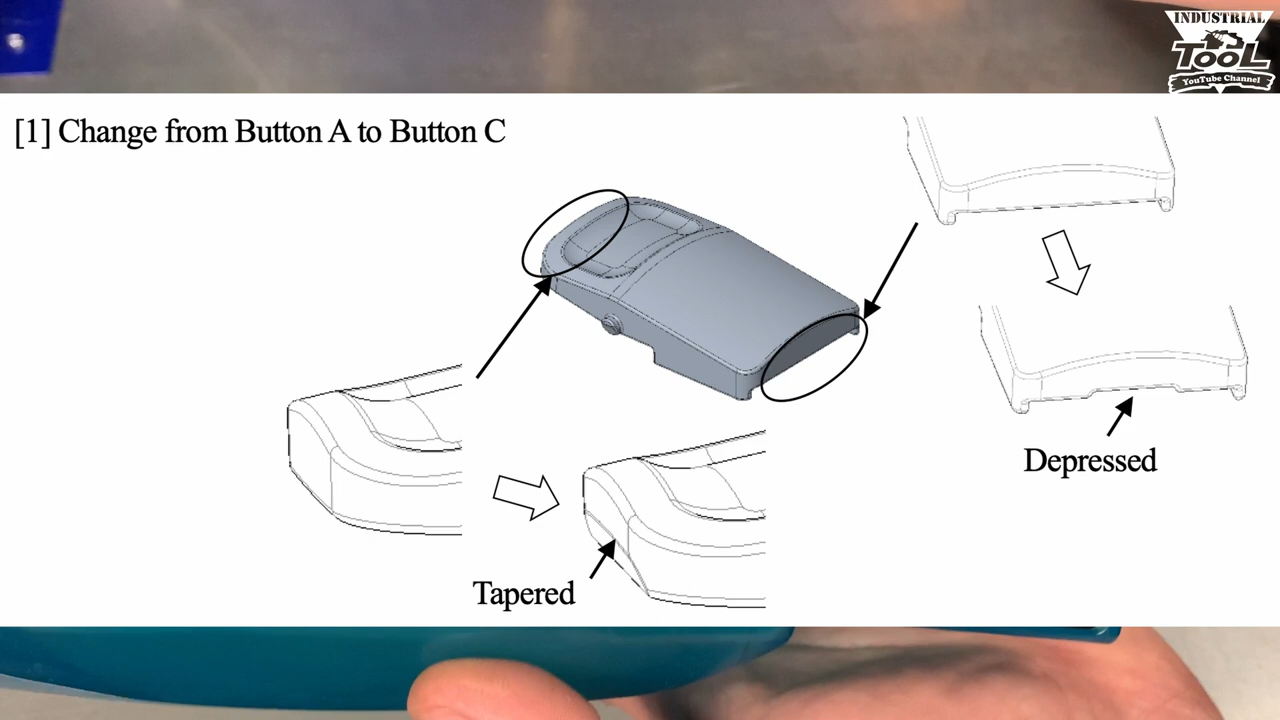 INDUSTRIAL
TOOL
YouTube Channel
[1] Change from Button A to Button C
Depressed
Tapered